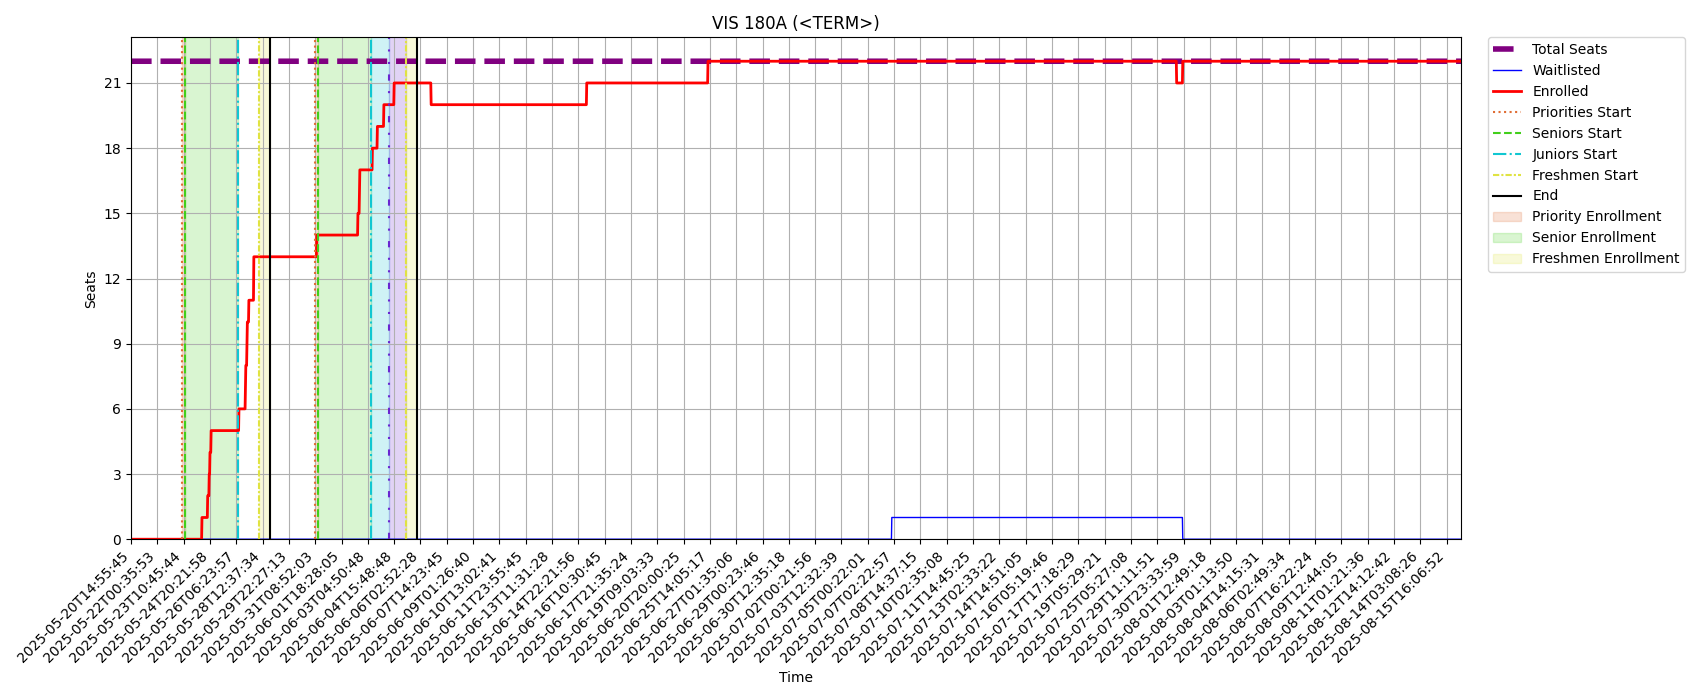 VIS 180A (<TERM>)
Seats
21
18
15
12
9
6
3
0
2025-05-20T14:55:45
2025-05-22T00:35:53
2025-05-23T10:45:44
2025-05-24T20:21:58
2025-05-26T06:23:57
2025-05-28T12:37:34
2025-05-29T22:27:13
2025-05-31T08:52:03
2025-06-01T18:28:05
2025-06-03T04:50:48
2025-06-04T15:48:48
2025-06-06T02:52:28
2025-06-07T14:23:45
2025-06-09T01:26:40
2025-06-10T13:02:41
2025-06-11T23:55:45
2025-06-13T11:31:28
2025-06-14T22:21:56
2025-06-16T10:30:45
2025-06-17T21:35:24
2025-06-19T09:03:33
2025-06-20T20:00:25
2025-06-25T14:05:17
2025-06-27T01:35:06
2025-06-29T00:23:46
2025-06-30T12:35:18
2025-07-02T00:21:56
2025-07-03T12:32:39
2025-07-05T00:22:01
2025-07-07T02:22:57
2025-07-08T14:37:15
2025-07-10T02:35:08
2025-07-11T14:45:25
2025-07-13T02:33:22
2025-07-14T14:51:05
2025-07-16T05:19:46
2025-07-17T17:18:29
2025-07-19T05:29:21
2025-07-25T05:27:08
2025-07-29T11:11:51
2025-07-30T23:33:59
2025-08-01T12:49:18
2025-08-03T01:13:50
2025-08-04T14:15:31
2025-08-06T02:49:34
2025-08-07T16:22:24
2025-08-09T12:44:05
2025-08-11T01:21:36
2025-08-12T14:12:42
2025-08-14T03:08:26
2025-08-15T16:06:52
Time
Total Seats
Waitlisted
Enrolled
Priorities Start
Seniors Start
Juniors Start
Freshmen Start
End
Priority Enrollment
Senior Enrollment
Freshmen Enrollment